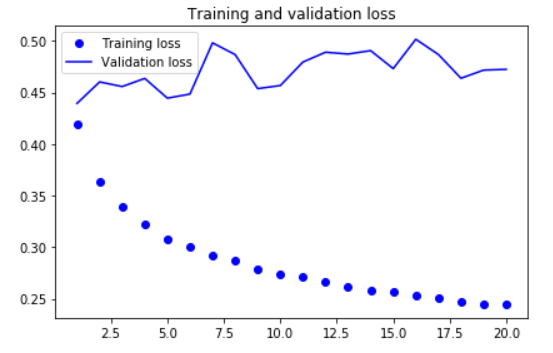 Training and validation loss
Training loss
Validation loss
0.50
0.45
0.40
0.35
0.30
0.25
2.5 5.0 7.5 10.0 12.5 15.0 17.5 20.0